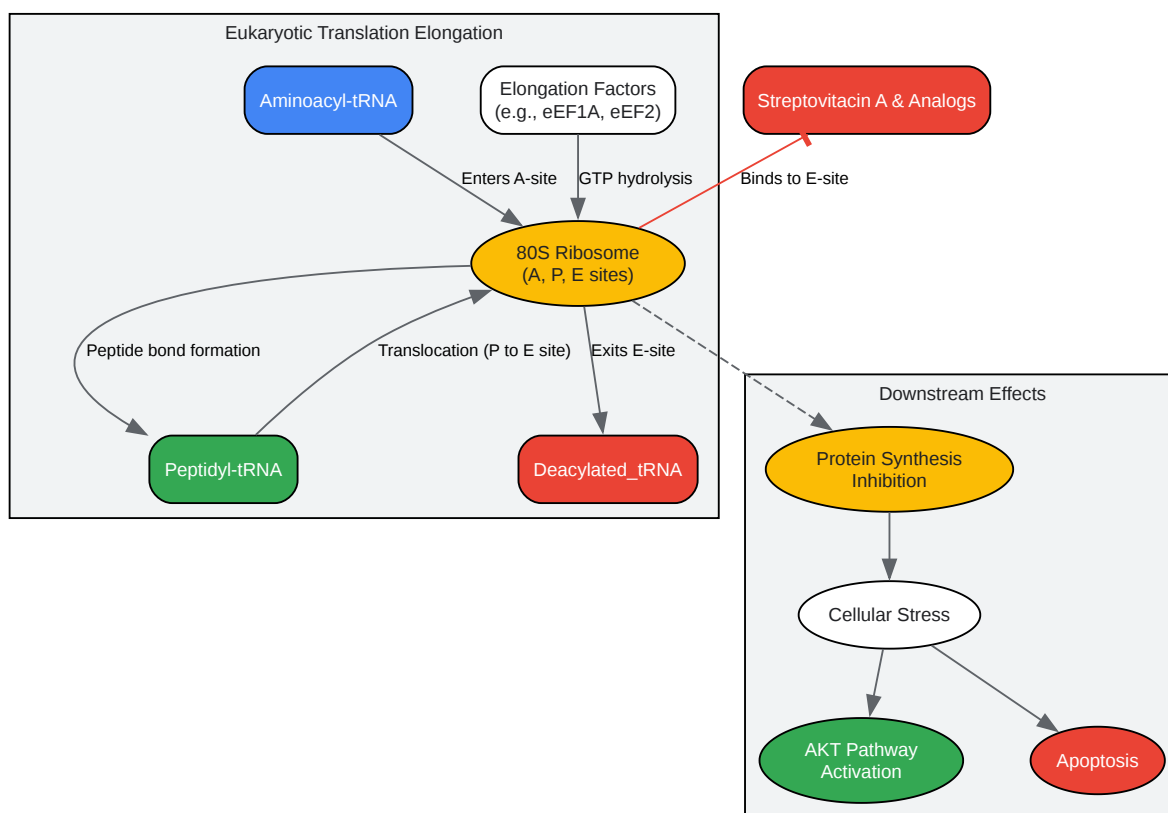 Eukaryotic Translation Elongation
Aminoacyl-tRNA
Elongation Factors
(e.g., eEF1A, eEF2)
Streptovitacin A & Analogs
Enters A-site
GTP hydrolysis
Binds to E-site
80S Ribosome
(A, P, E sites)
Peptide bond formation
Translocation (P to E site)
Exits E-site
Peptidyl-tRNA
Deacylated_tRNA
Downstream Effects
Protein Synthesis
Inhibition
Cellular Stress
AKT Pathway
Activation
Apoptosis